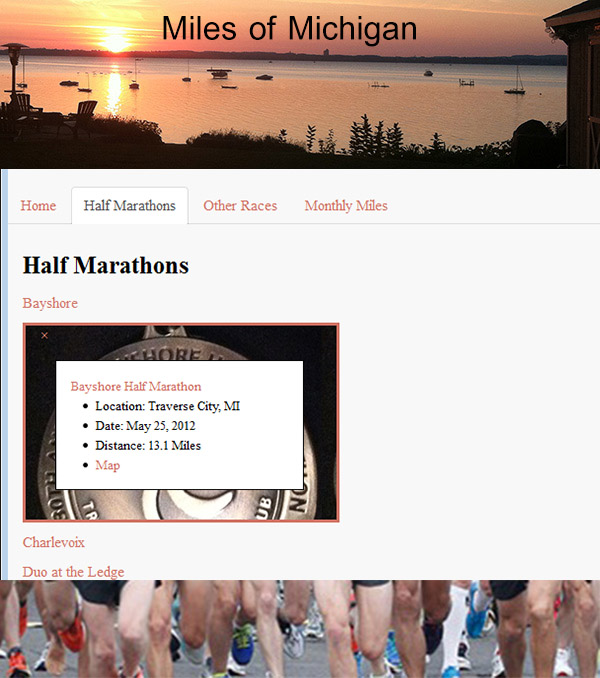 Miles of Michigan
Home Half Marathons Other Races Monthly Miles
Half Marathons
Bayshore
×
Bayshore Half Marathon
Location: Traverse City, MI
Date: May 25, 2012
Distance: 13.1 Miles
Map
Charlevoix
Duo at the Ledge